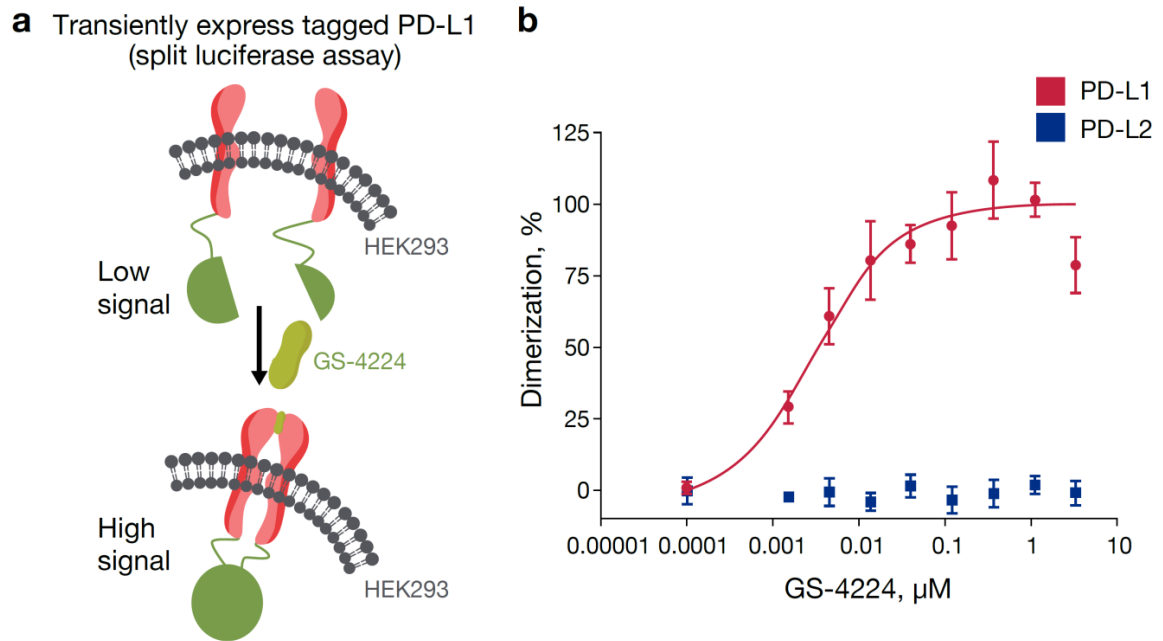 a Transiently express tagged PD-L1
(split luciferase assay)
HEK293
Low
signal
GS-4224
High
signal
HEK293
b
PD-L1
PD-L2
Dimerization, %
125
100
75
50
25
0
0.00001 0.0001 0.001 0.01 0.1 1 10
GS-4224, µM